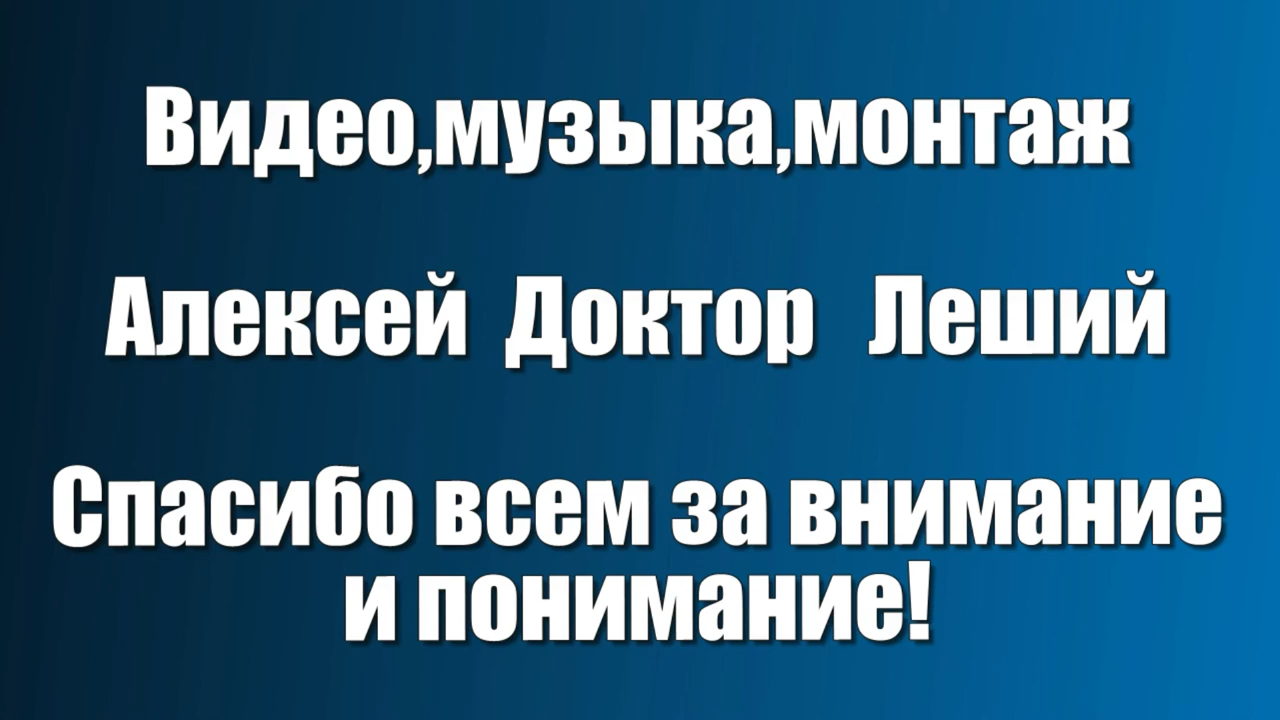 Видео,музыка,монтаж
Алексей Доктор Леший
Спасибо всем за внимание
и понимание!